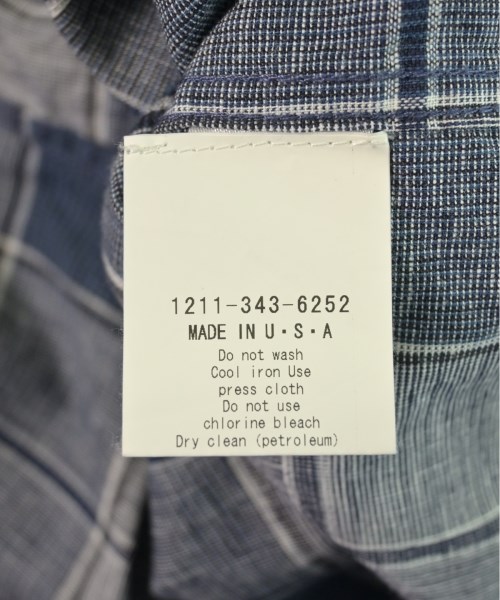 1211-343-6252
MADE IN U·S·A
Do not wash
Cool iron Use
press cloth
Do not use
chlorine bleach
Dry clean (petroleum)